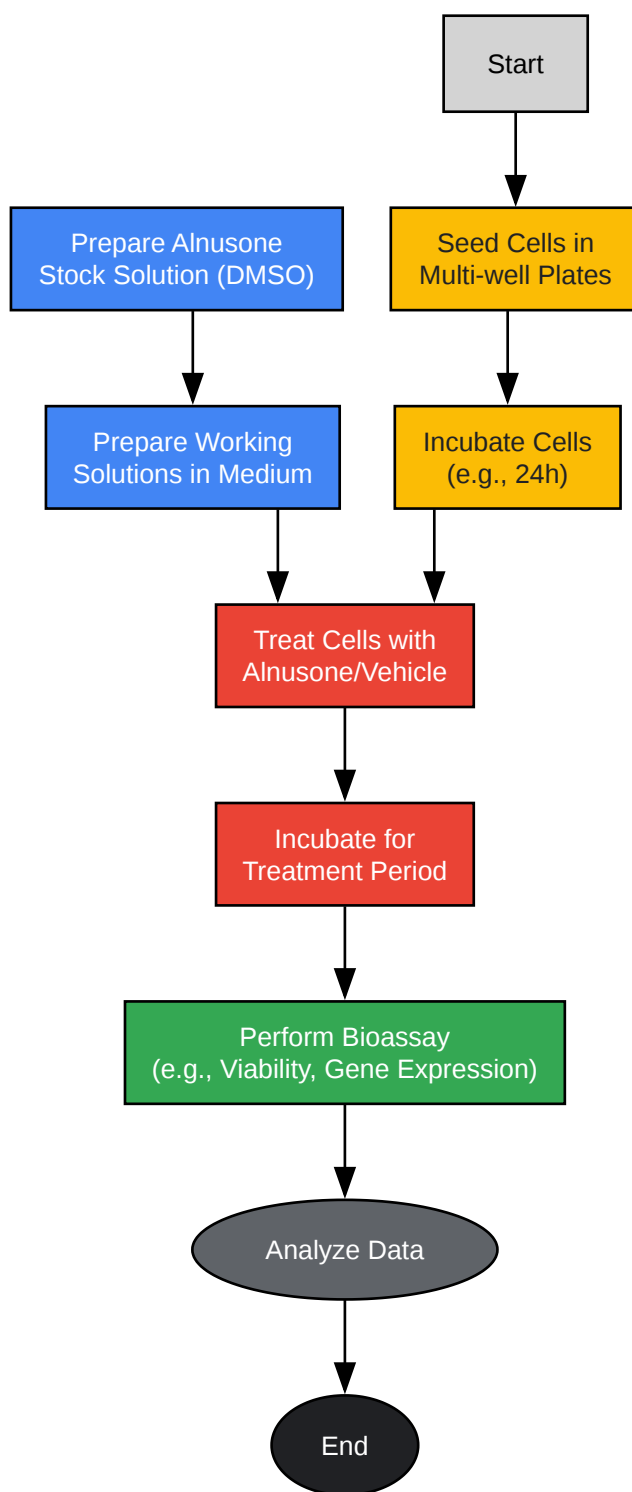 Start
Prepare Alnusone
Stock Solution (DMSO)
Seed Cells in
Multi-well Plates
Prepare Working
Solutions in Medium
Incubate Cells
(e.g., 24h)
Treat Cells with
Alnusone/Vehicle
Incubate for
Treatment Period
Perform Bioassay
(e.g., Viability, Gene Expression)
Analyze Data
End